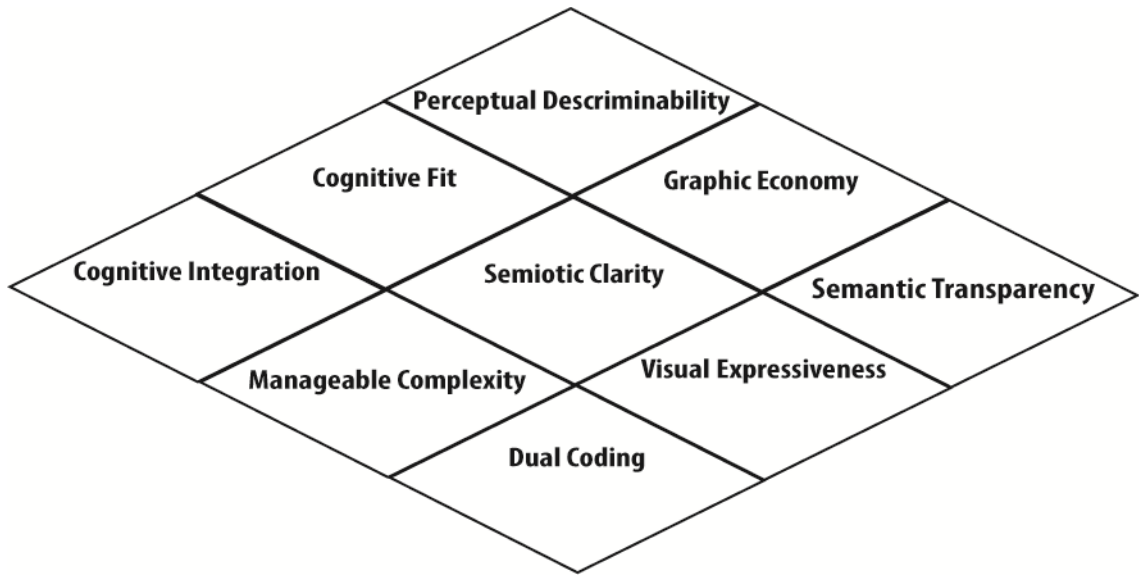 Perceptual Descriminability
Cognitive Fit
Graphic Economy
Cognitive Integration
Semiotic Clarity
Semantic Transparency
Manageable Complexity
Visual Expressiveness
Dual Coding